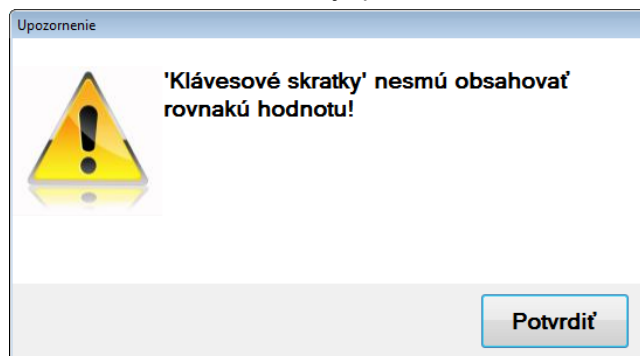 Upozornenie
'Klávesové skratky' nesmú obsahovať
rovnakú hodnotu!
Potvrdiť